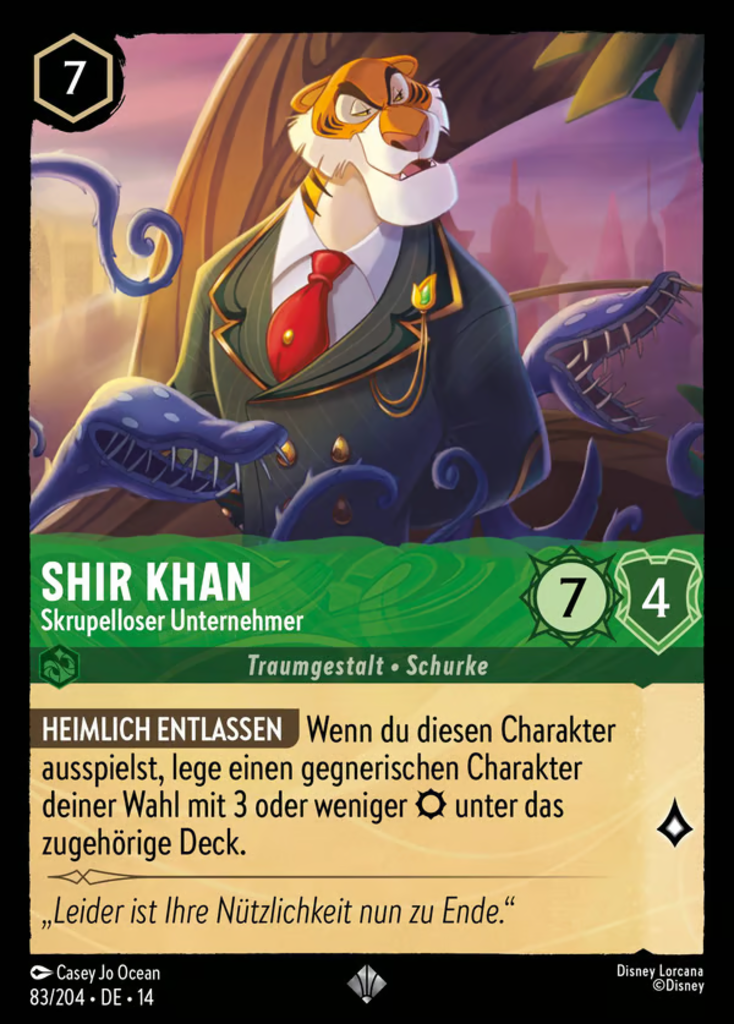 7
SHIR KHAN
Skrupelloser Unternehmer
7
4
Traumgestalt • Schurke
HEIMLICH ENTLASSEN Wenn du diesen Charakter
ausspielst, lege einen gegnerischen Charakter
deiner Wahl mit 3 oder weniger unter das
zugehörige Deck.
„Leider ist Ihre Nützlichkeit nun zu Ende.“
Casey Jo Ocean
83/204 • DE • 14
Disney Lorcana
©Disney